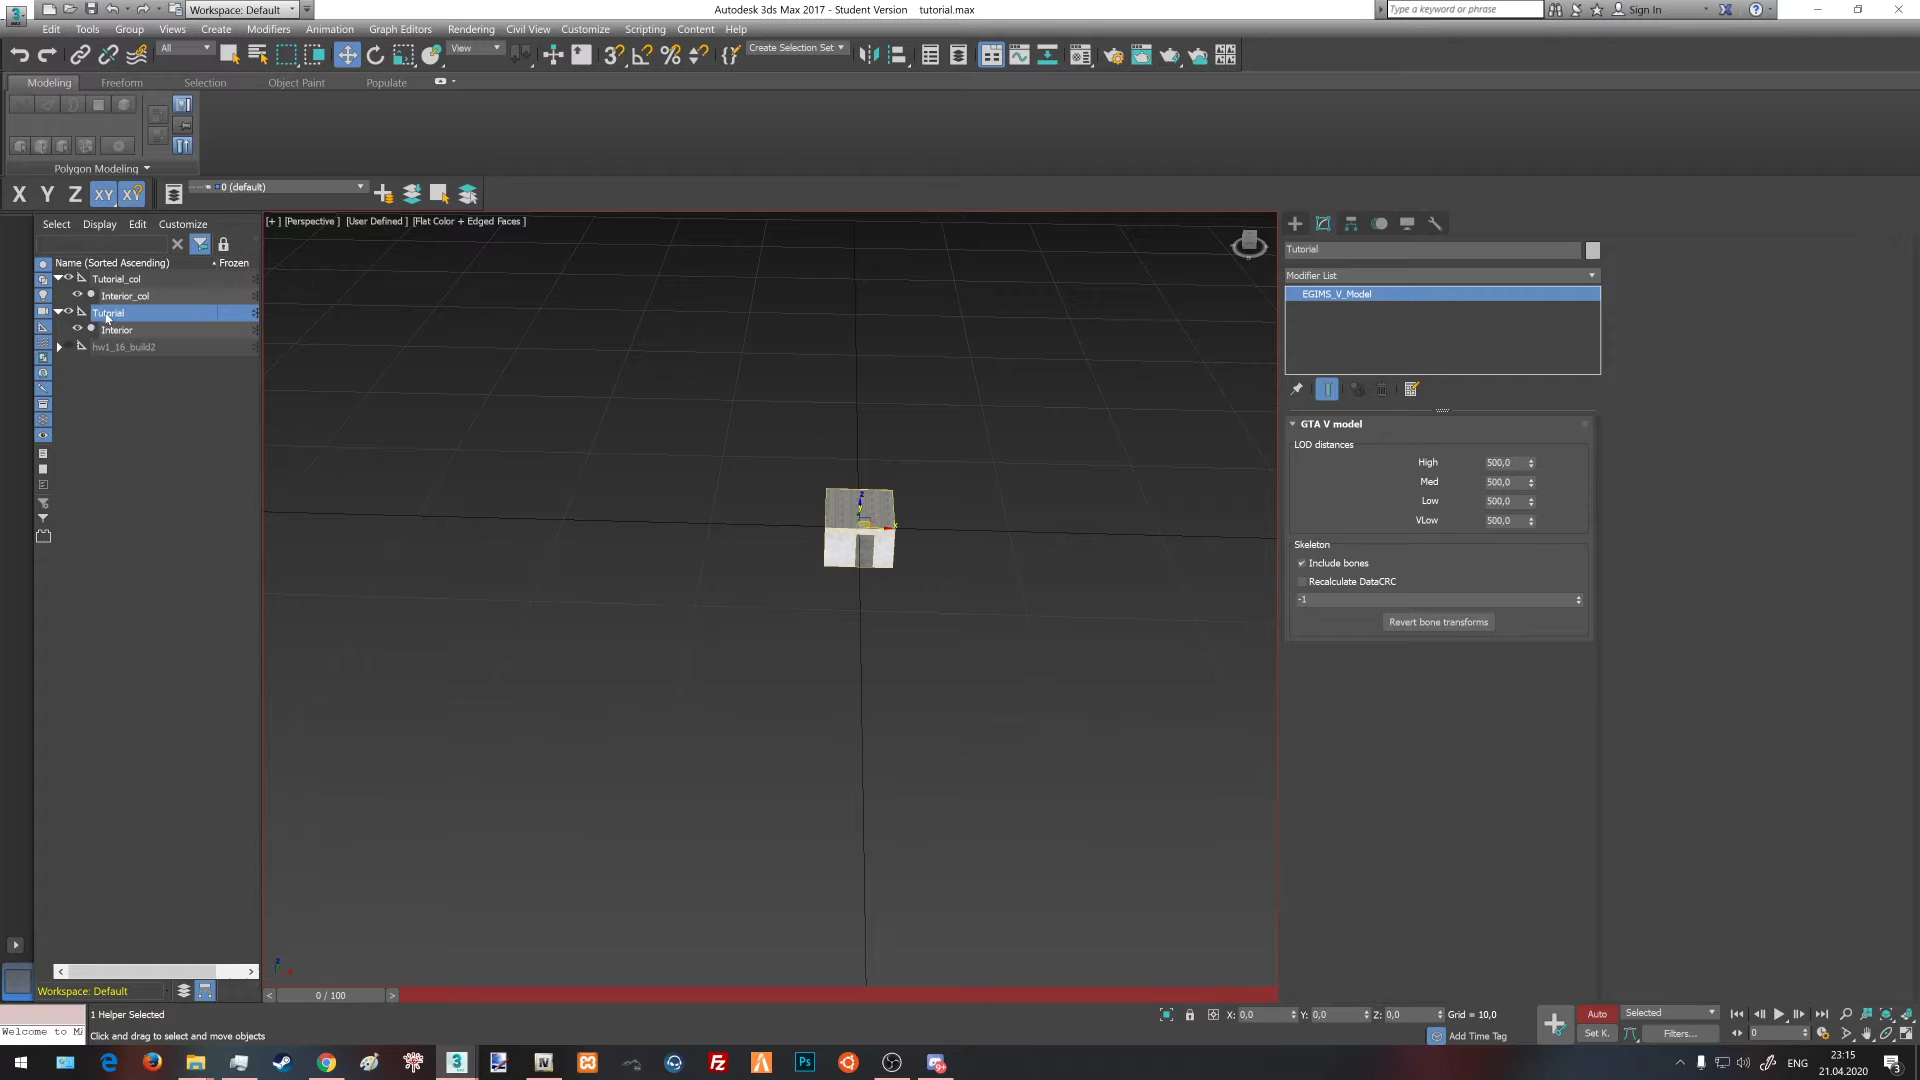 Workspace: Default
Autodesk 3ds Max 2017 - Student Version tutorial.max
Type a keyword or phrase
Sign In
MAX
Edit Tools Group Views Create Modifiers Animation Graph Editors Rendering Civil View Customize Scripting Content Help
All
View
Create Selection Set
Modeling Freeform Selection Object Paint Populate
Polygon Modeling
X Y Z XY XY
0 (default)
Select Display Edit Customize
[+] [Perspective] [User Defined] [Flat Color + Edged Faces]
Name (Sorted Ascending) Frozen
Tutorial_col
Interior_col
Tutorial
Interior
hw1_16_build2
Tutorial
Modifier List
EGIMS_V_Model
GTA V model
LOD distances
High 500,0
Med 500,0
Low 500,0
VLow 500,0
Skeleton
Include bones
Recalculate DataCRC
-1
Revert bone transforms
z
y
x
Workspace: Default
0 / 100
Welcome to M
1 Helper Selected
Click and drag to select and move objects
X: 0,0 Y: 0,0 Z: 0,0 Grid = 10,0
Add Time Tag
Auto Selected
Set K. Filters...
0
ENG
23:15
21.04.2020